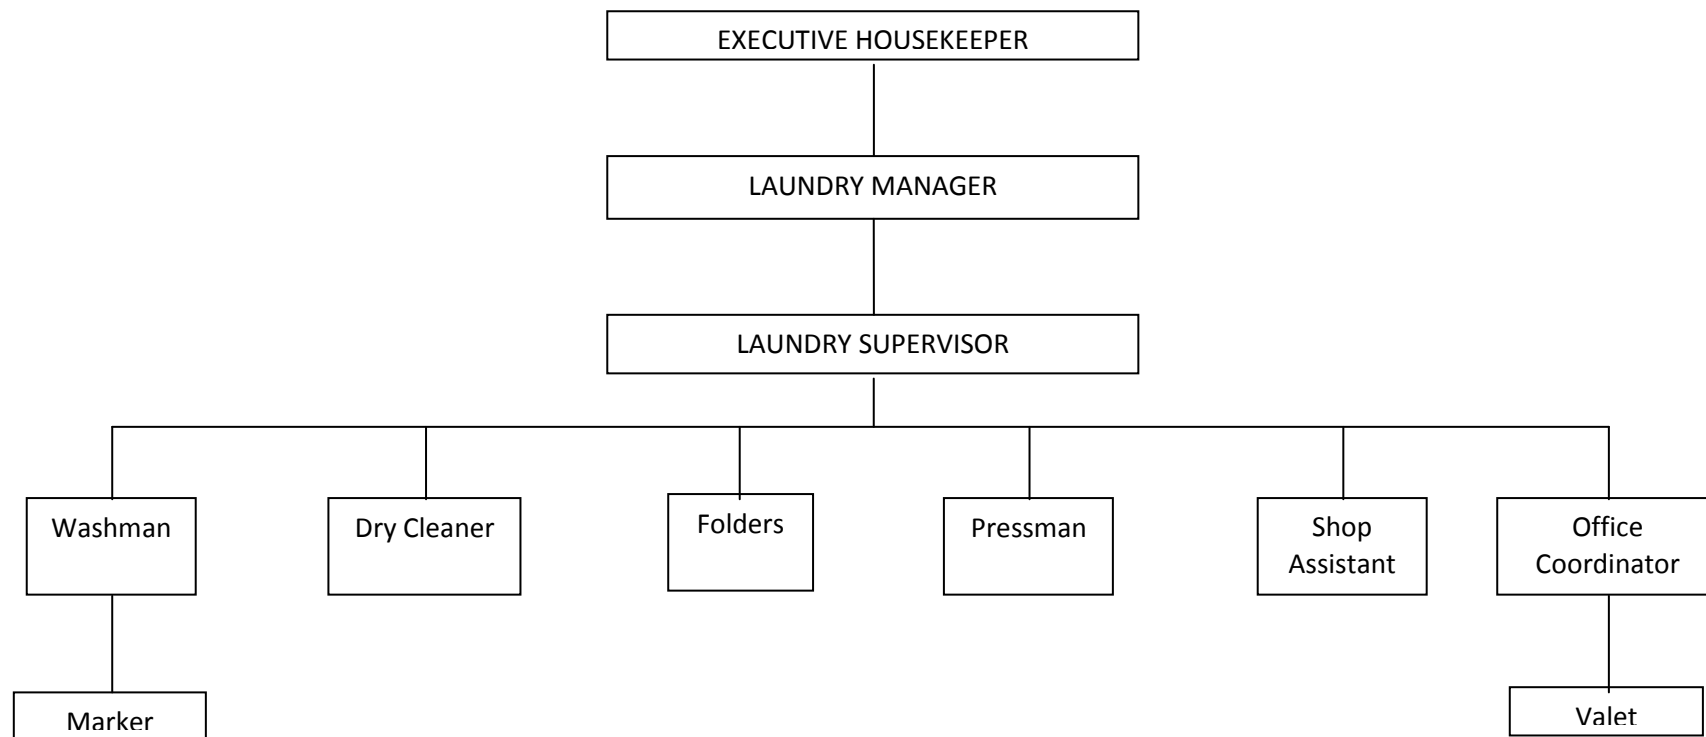 EXECUTIVE HOUSEKEEPER
LAUNDRY MANAGER
LAUNDRY SUPERVISOR
Washman
Dry Cleaner
Folders
Pressman
Shop
Assistant
Office
Coordinator
Marker
Valet